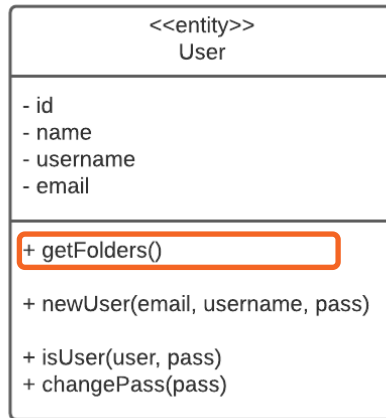 <<entity>>
User
- id
- name
- username
- email
+ getFolders()
+ newUser(email, username, pass)
+ isUser(user, pass)
+ changePass(pass)